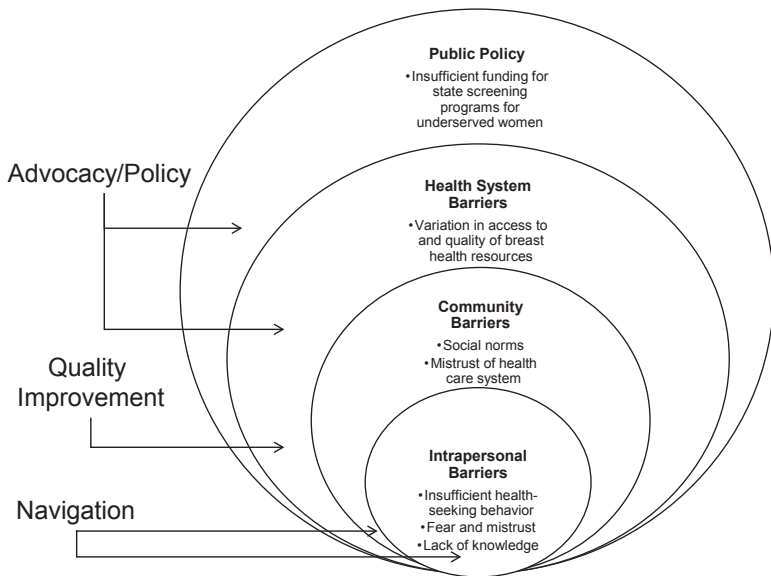 Public Policy
•Insufficient funding for
state screening
programs for
underserved women
Advocacy/Policy
Health System
Barriers
•Variation in access to
and quality of breast
health resources
Community
Barriers
•Social norms
•Mistrust of health
care system
Quality
Improvement
Intrapersonal
Barriers
•Insufficient health-
seeking behavior
•Fear and mistrust
•Lack of knowledge
Navigation